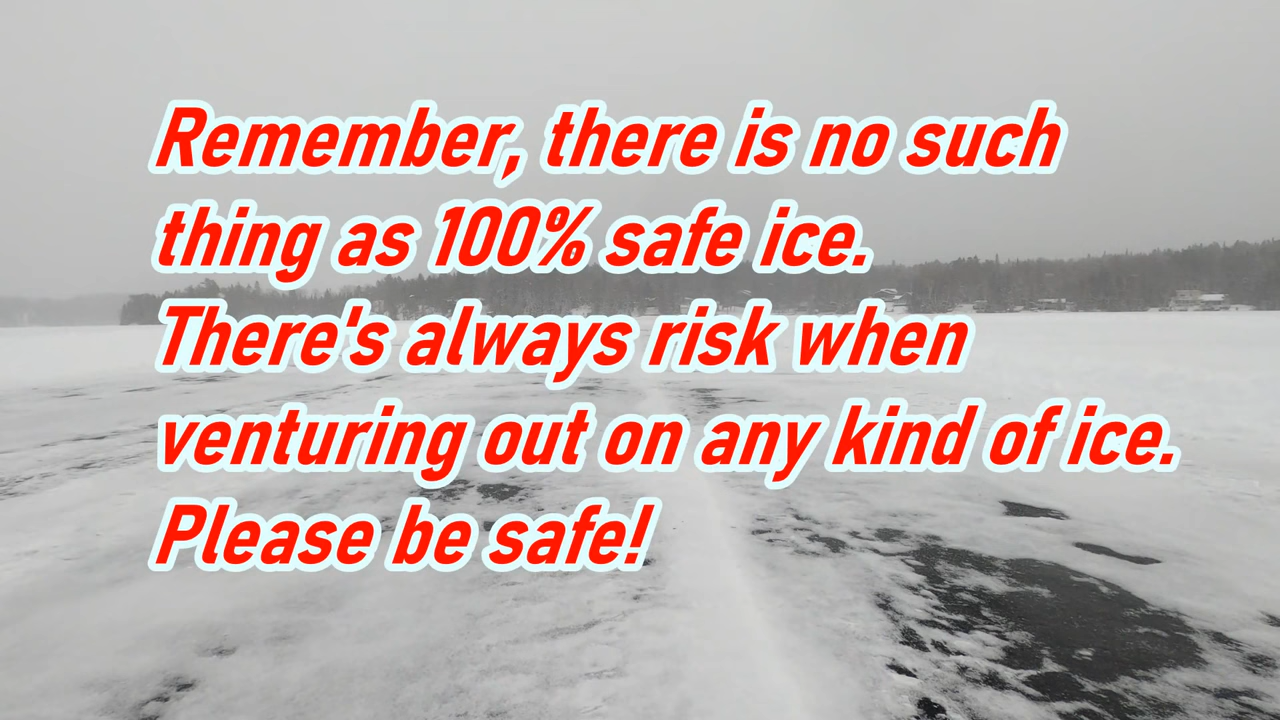 Remember, there is no such
thing as 100% safe ice.
There's always risk when
venturing out on any kind of ice.
Please be safe!